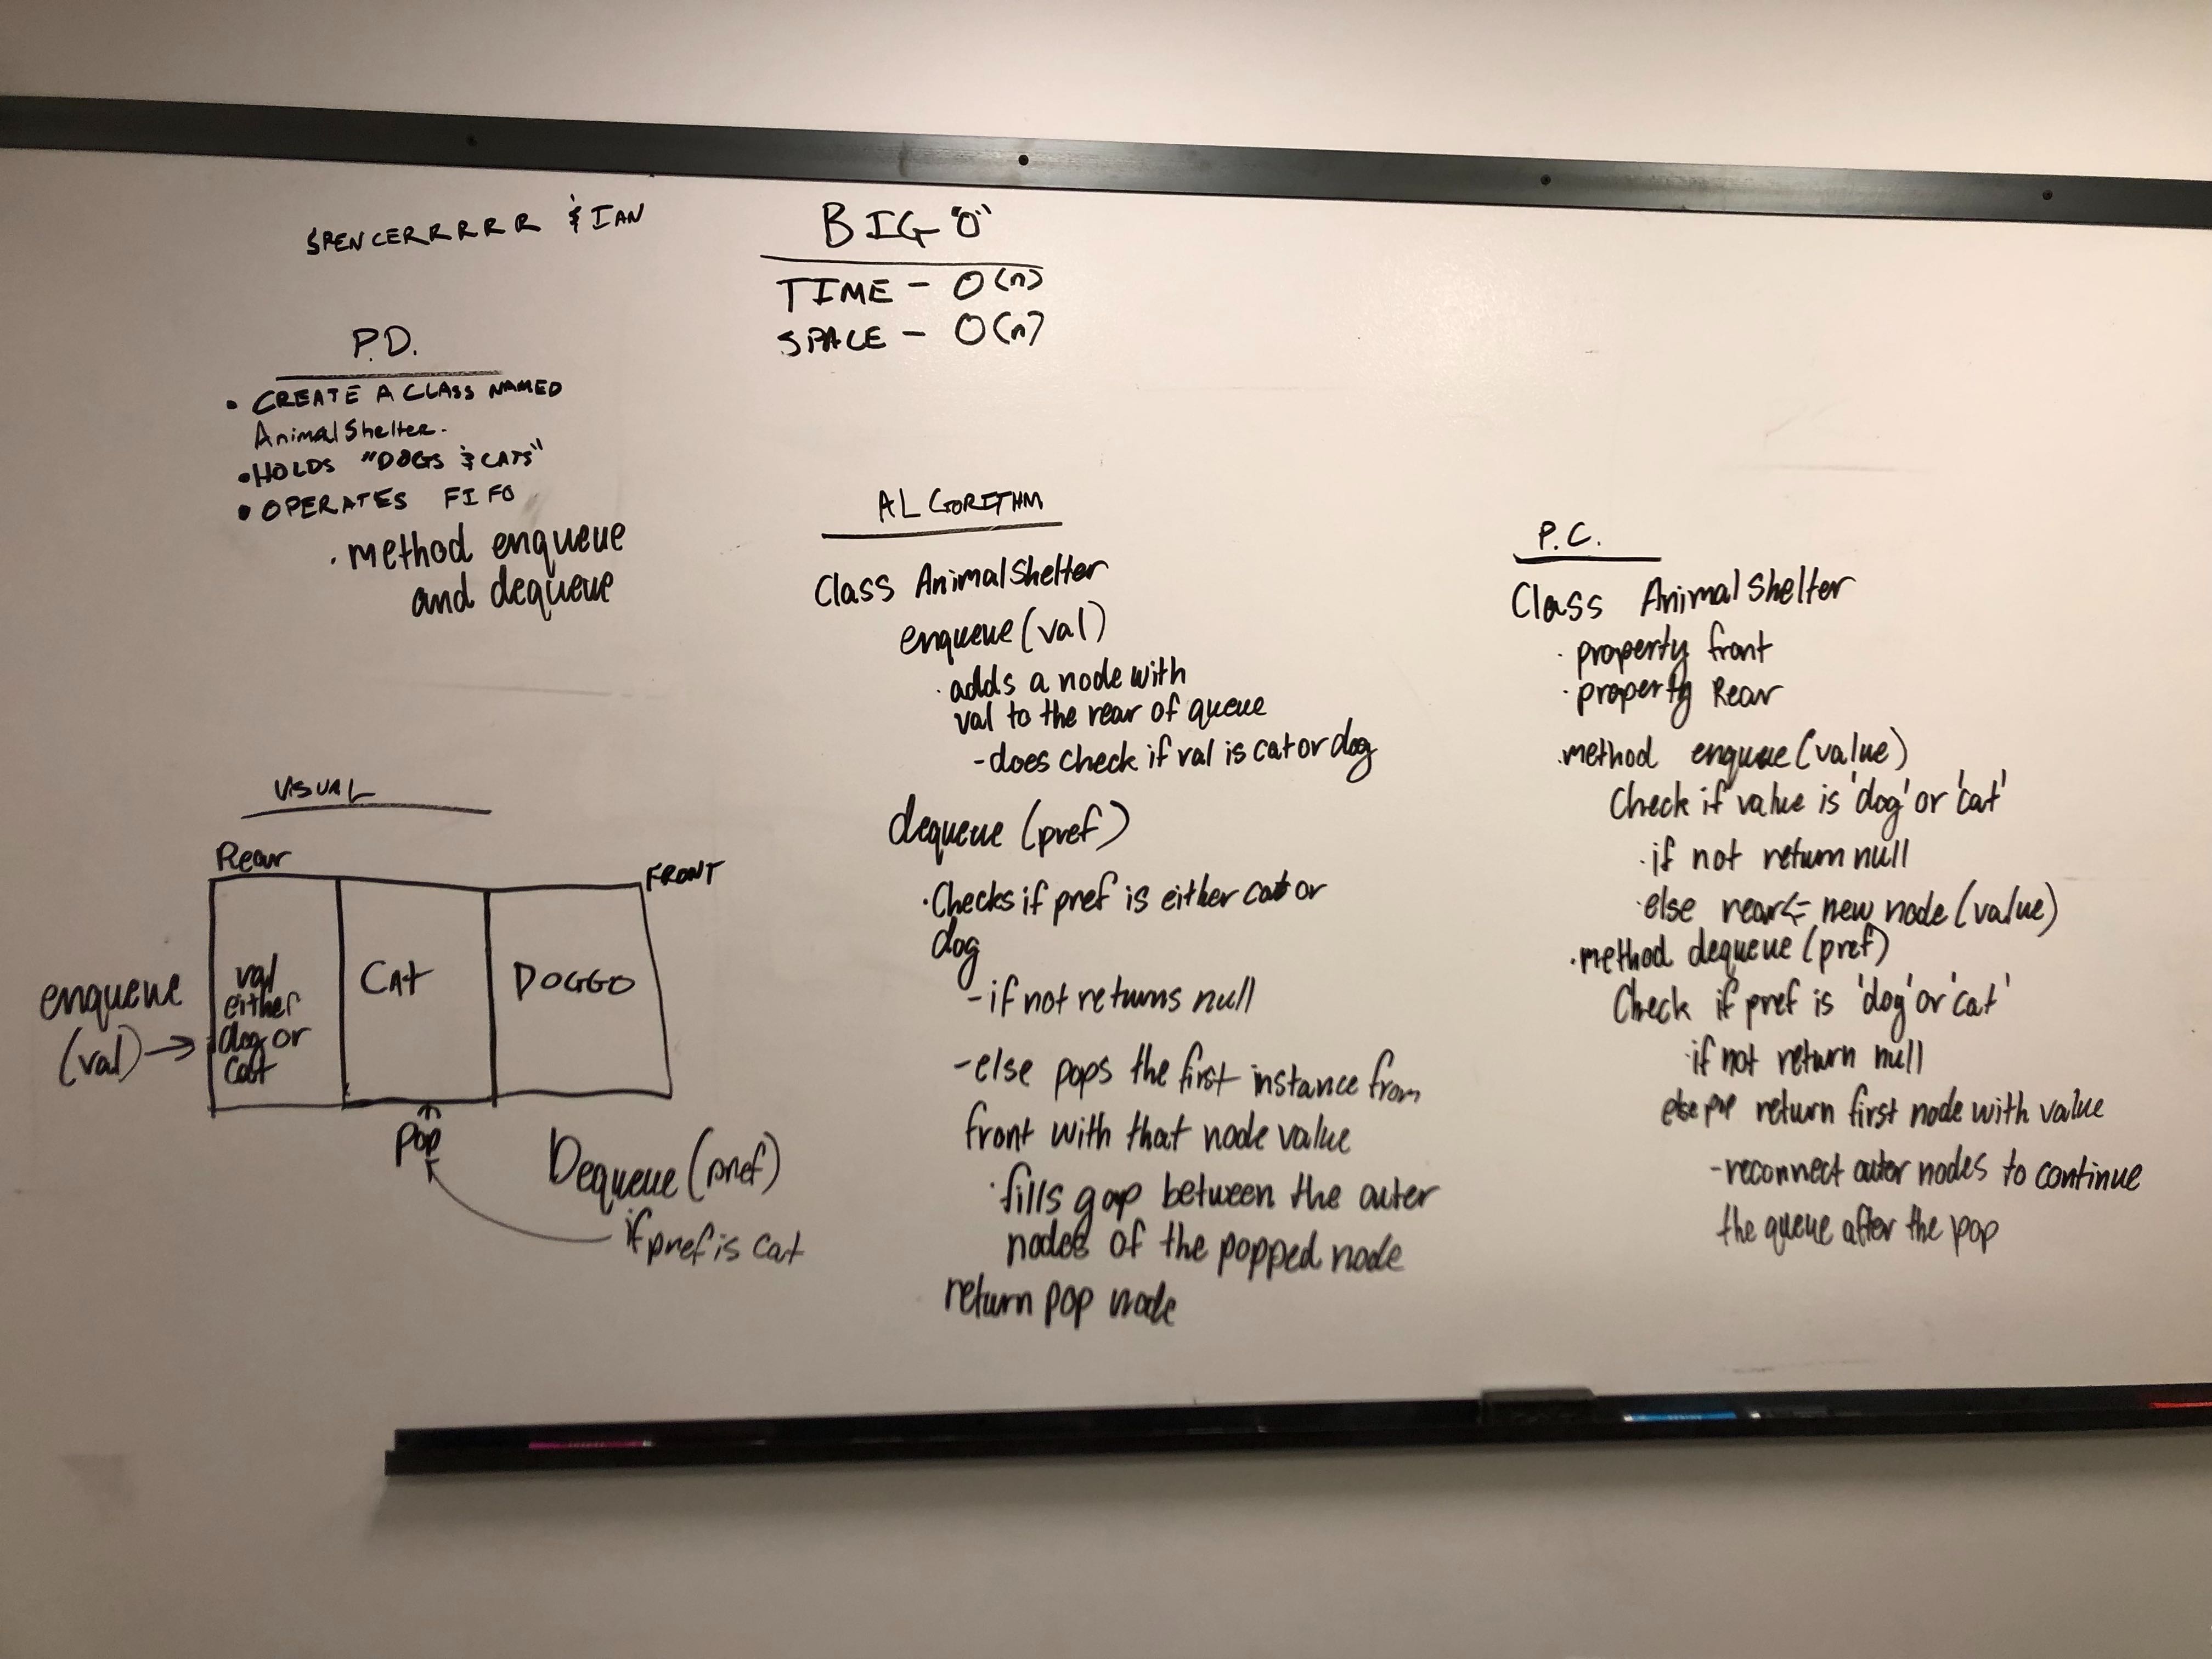 SPENCERRRRR & IAN
BIG "O"
TIME - O(n)
SPACE - O(n)
P.D.
• CREATE A CLASS NAMED
AnimalShelter.
• HOLDS "DOGS & CATS"
• OPERATES FIFO
· method enqueue
and dequeue
VISUAL
Rear
FRONT
enqueue
(val) →
val
either
dog or
cat
CAT
DOGGO
Pop
Dequeue (pref)
if pref is cat
ALGORITHM
Class AnimalShelter
enqueue (val)
· adds a node with
val to the rear of queue
- does check if val is cat or dog
dequeue (pref)
· Checks if pref is either cat or
dog
- if not returns null
- else pops the first instance from
front with that node value
· fills gap between the outer
nodes of the popped node
return pop node
P.C.
Class AnimalShelter
· property front
· property Rear
· method enqueue (value)
Check if value is 'dog' or 'cat'
· if not return null
· else rear <= new node (value)
· method dequeue (pref)
Check if pref is 'dog' or 'cat'
· if not return null
else return first node with value
- reconnect outer nodes to continue
the queue after the pop